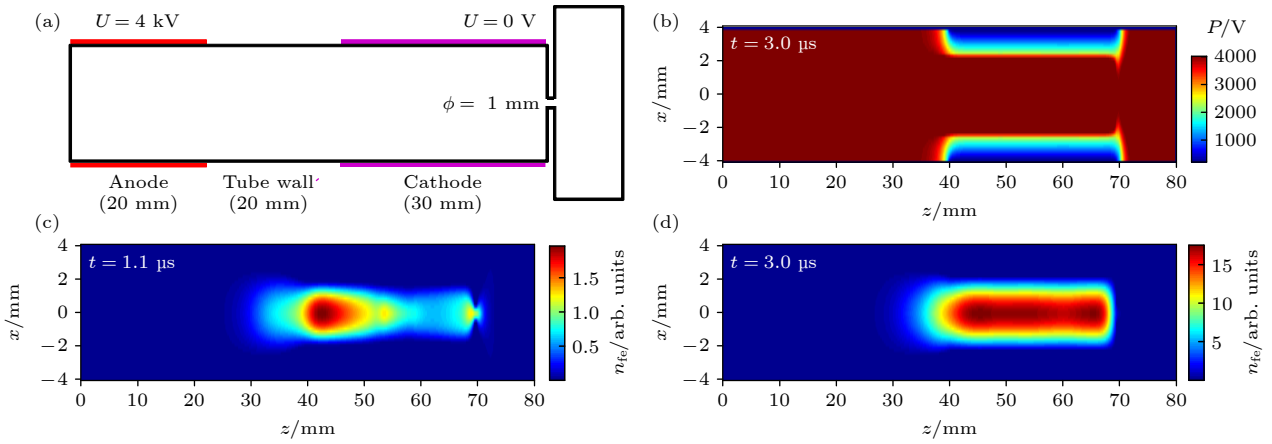 (a)
U = 4 kV
U = 0 V
ϕ = 1 mm
Anode
(20 mm)
Tube wall
(20 mm)
Cathode
(30 mm)
(b)
t = 3.0 µs
P/V
4
2
0
−2
−4
x/mm
4000
3000
2000
1000
0
10
20
30
40
50
60
70
80
z/mm
(c)
t = 1.1 µs
4
2
0
−2
−4
x/mm
1.5
1.0
0.5
nfe/arb. units
0
10
20
30
40
50
60
70
80
z/mm
(d)
t = 3.0 µs
4
2
0
−2
−4
x/mm
15
10
5
nfe/arb. units
0
10
20
30
40
50
60
70
80
z/mm